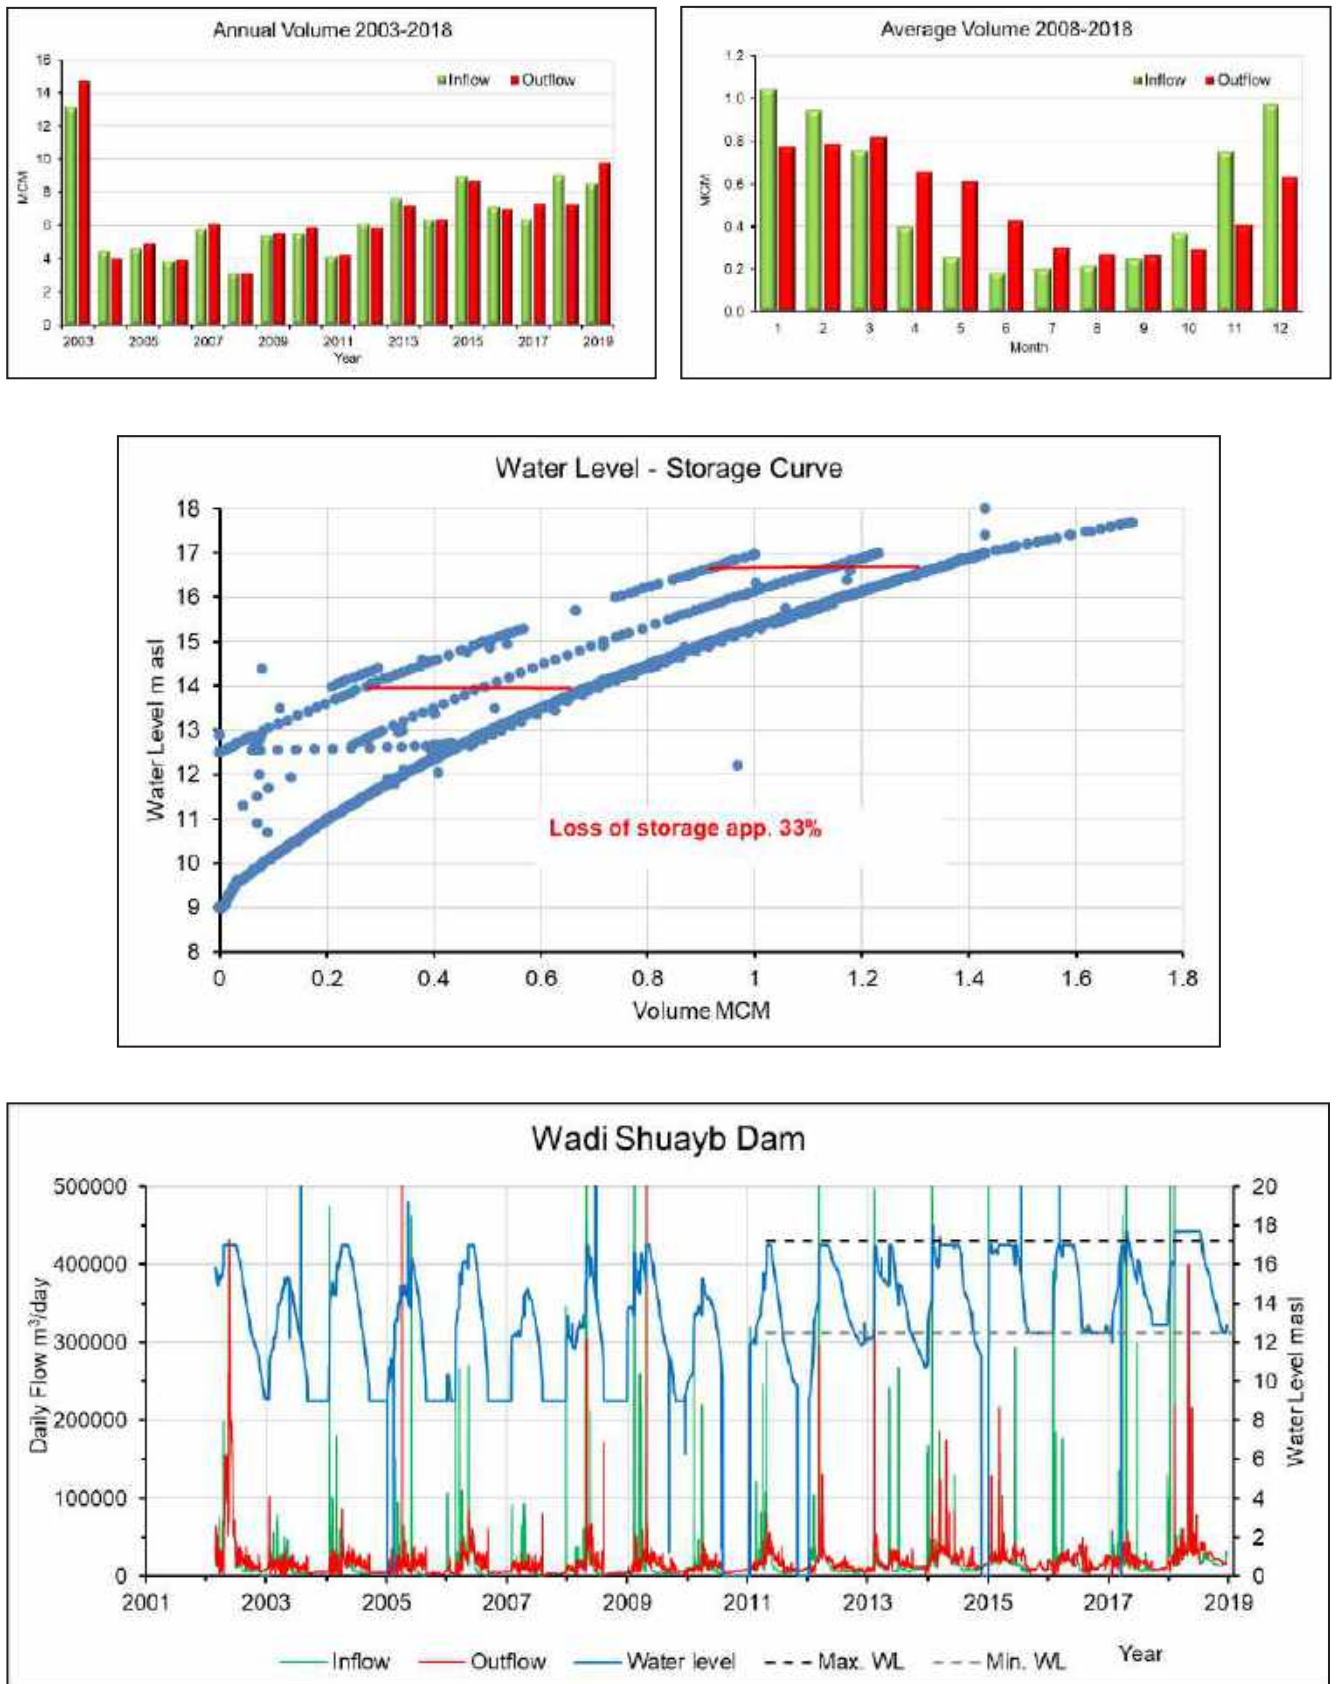 Annual Volume 2003-2018
16
14
12
10
8
6
4
2
0
MCM
Inflow Outflow
2003 2005 2007 2009 2011 2013 2015 2017 2019
Year
Average Volume 2008-2018
1.2
1.0
0.8
0.6
0.4
0.2
0.0
MCM
Inflow Outflow
1 2 3 4 5 6 7 8 9 10 11 12
Month
Water Level - Storage Curve
18
17
16
15
14
13
12
11
10
9
8
Water Level m asl
Loss of storage app. 33%
0 0.2 0.4 0.6 0.8 1 1.2 1.4 1.6 1.8
Volume MCM
Wadi Shuayb Dam
500000
400000
300000
200000
100000
0
Daily Flow m³/day
20
18
16
14
12
10
8
6
4
2
0
Water Level masl
2001 2003 2005 2007 2009 2011 2013 2015 2017 2019
Inflow Outflow Water level Max. WL Min. WL Year